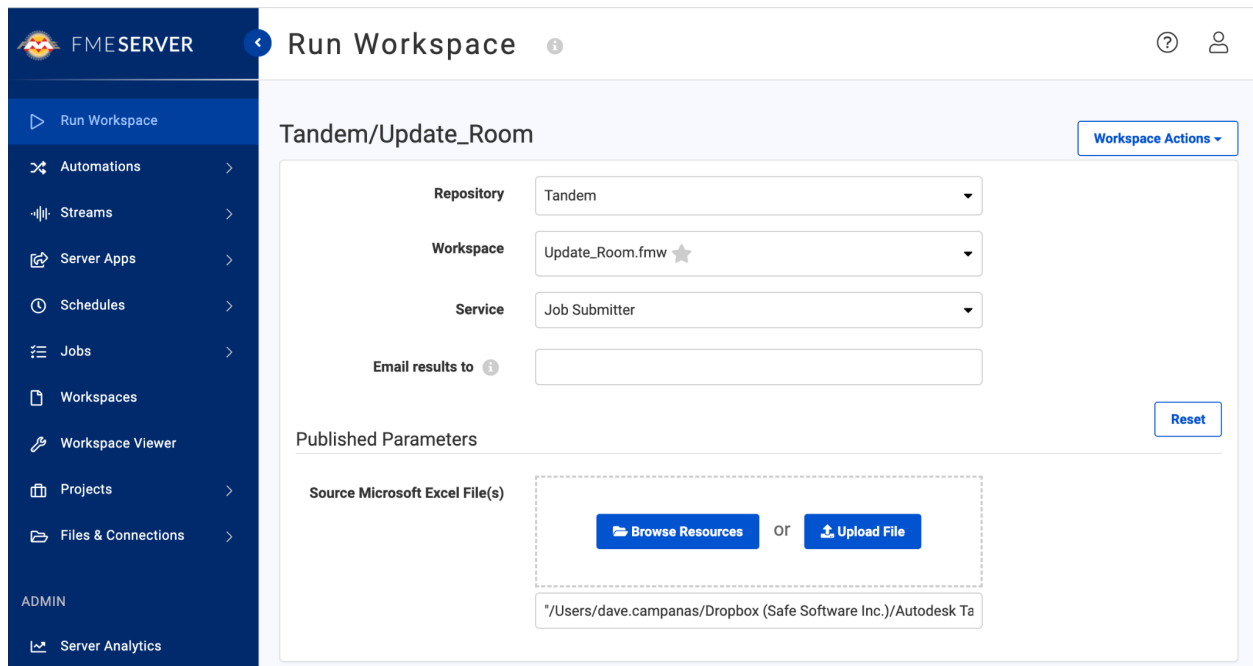 FMESERVER
Run Workspace
Run Workspace
Automations
Streams
Server Apps
Schedules
Jobs
Workspaces
Workspace Viewer
Projects
Files & Connections
ADMIN
Server Analytics
Tandem/Update_Room
Workspace Actions
Repository
Tandem
Workspace
Update_Room.fmw
Service
Job Submitter
Email results to
Reset
Published Parameters
Source Microsoft Excel File(s)
Browse Resources or Upload File
"/Users/dave.campanas/Dropbox (Safe Software Inc.)/Autodesk Ta